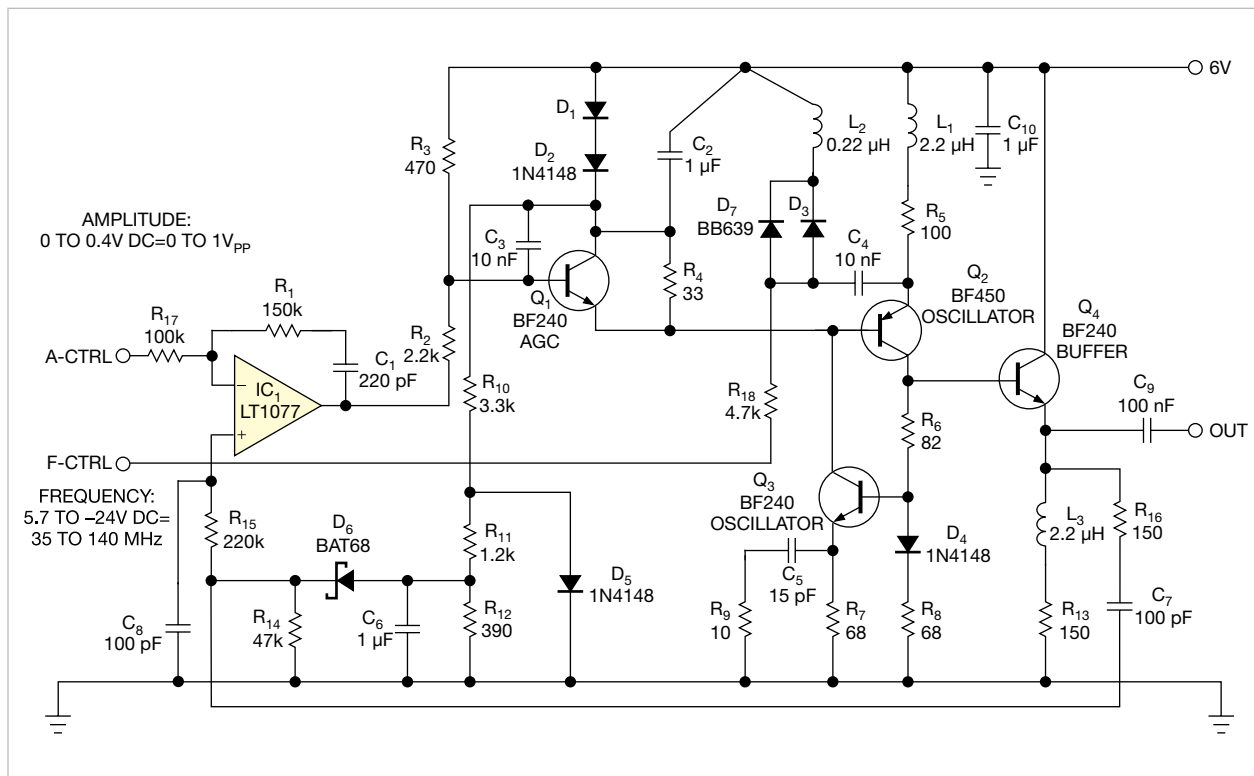 6V
D1
D2
1N4148
R3
470
C2
1 µF
L2
0.22 µH
L1
2.2 µH
C10
1 µF
AMPLITUDE:
0 TO 0.4V DC=0 TO 1VPP
C3
10 nF
D7
BB639
D3
R5
100
C4
10 nF
R4
33
Q1
BF240
AGC
Q2
BF450
OSCILLATOR
Q4
BF240
BUFFER
R1
150k
R17
100k
A-CTRL
C1
220 pF
R2
2.2k
IC1
LT1077
−
+
R10
3.3k
R18
4.7k
R6
82
C9
100 nF
OUT
F-CTRL
FREQUENCY:
5.7 TO −24V DC=
35 TO 140 MHz
Q3
BF240
OSCILLATOR
R15
220k
D6
BAT68
R11
1.2k
D5
1N4148
C5
15 pF
D4
1N4148
L3
2.2 µH
R16
150
C8
100 pF
R14
47k
C6
1 µF
R12
390
R9
10
R7
68
R8
68
R13
150
C7
100 pF